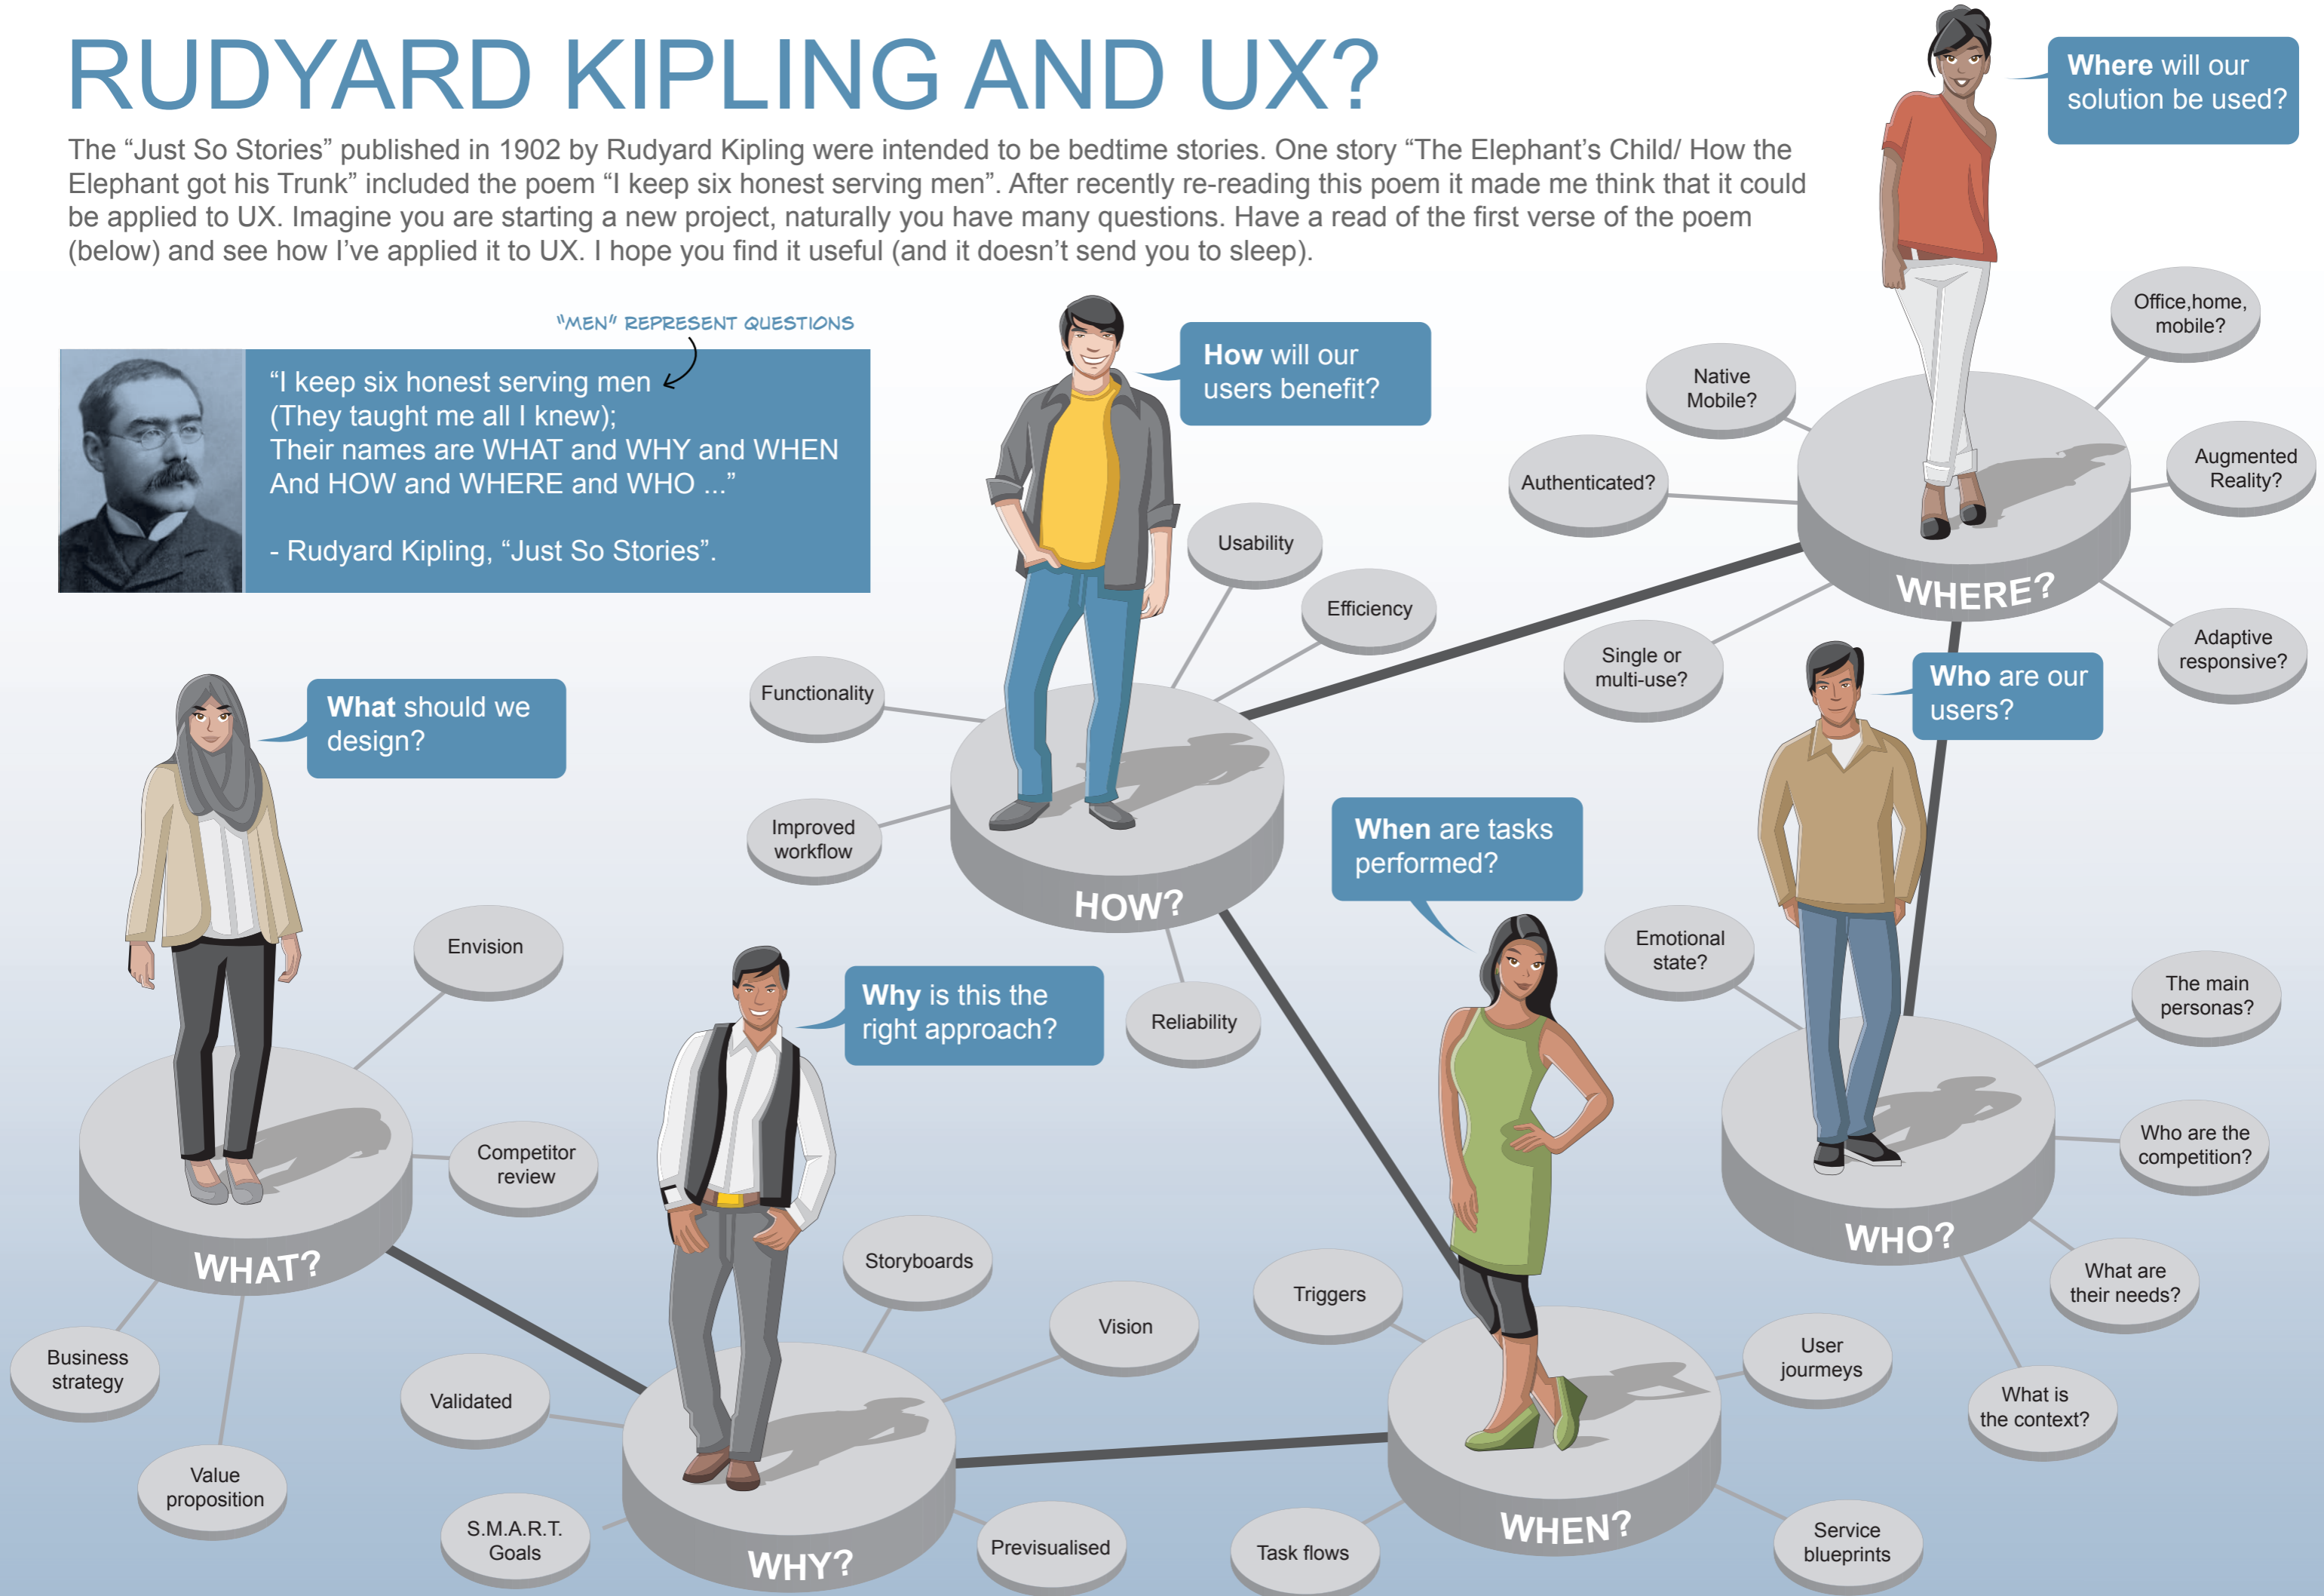 RUDYARD KIPLING AND UX?
The “Just So Stories” published in 1902 by Rudyard Kipling were intended to be bedtime stories. One story “The Elephant’s Child/ How the
Elephant got his Trunk” included the poem “I keep six honest serving men”. After recently re-reading this poem it made me think that it could
be applied to UX. Imagine you are starting a new project, naturally you have many questions. Have a read of the first verse of the poem
(below) and see how I’ve applied it to UX. I hope you find it useful (and it doesn’t send you to sleep).
"MEN" REPRESENT QUESTIONS
“I keep six honest serving men
(They taught me all I knew);
Their names are WHAT and WHY and WHEN
And HOW and WHERE and WHO ...”
- Rudyard Kipling, “Just So Stories”.
What should we
design?
Envision
Competitor
review
WHAT?
Business
strategy
Value
proposition
Why is this the
right approach?
Storyboards
Vision
Validated
S.M.A.R.T.
Goals
Previsualised
WHY?
When are tasks
performed?
Triggers
User
journeys
Task flows
Service
blueprints
WHEN?
How will our
users benefit?
Usability
Efficiency
Functionality
Improved
workflow
Reliability
HOW?
Where will our
solution be used?
Office,home,
mobile?
Native
Mobile?
Augmented
Reality?
Authenticated?
Single or
multi-use?
Adaptive
responsive?
WHERE?
Who are our
users?
Emotional
state?
The main
personas?
Who are the
competition?
What are
their needs?
What is
the context?
WHO?